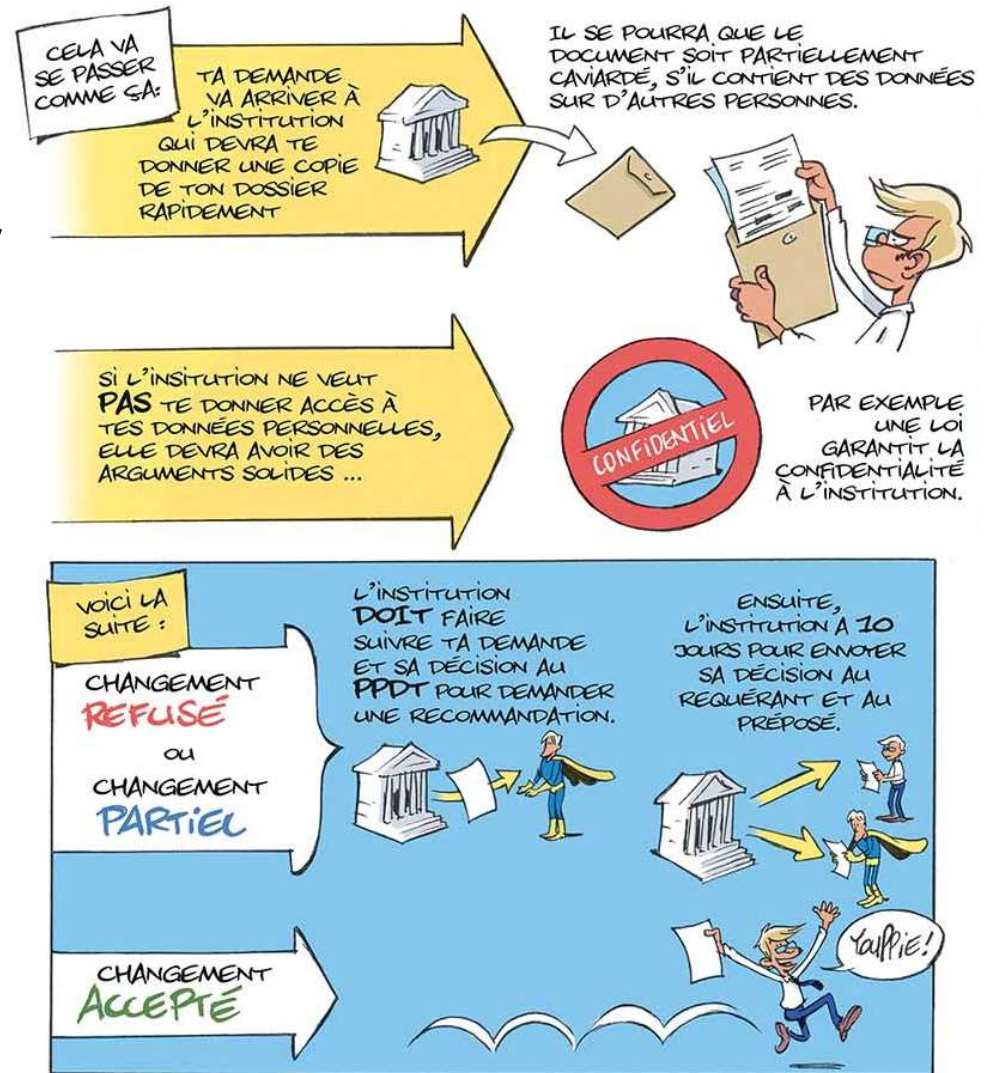 CELA VA
SE PASSER
COMME ÇA:
TA DEMANDE
VA ARRIVER À
L'INSTITUTION
QUI DEVRA TE
DONNER UNE COPIE
DE TON DOSSIER
RAPIDEMENT
IL SE POURRA QUE LE
DOCUMENT SOIT PARTIELLEMENT
CAVIARDÉ, S'IL CONTIENT DES DONNÉES
SUR D'AUTRES PERSONNES.
SI L'INSITUTION NE VEUT
PAS TE DONNER ACCÈS À
TES DONNÉES PERSONNELLES,
ELLE DEVRA AVOIR DES
ARGUMENTS SOLIDES ...
CONFIDENTIEL
PAR EXEMPLE
UNE LOI
GARANTIT LA
CONFIDENTIALITÉ
À L'INSTITUTION.
VOICI LA
SUITE :
CHANGEMENT
REFUSÉ
OU
CHANGEMENT
PARTIEL
L'INSTITUTION
DOIT FAIRE
SUIVRE TA DEMANDE
ET SA DÉCISION AU
PPDT POUR DEMANDER
UNE RECOMMANDATION.
ENSUITE,
L'INSTITUTION A 10
JOURS POUR ENVOYER
SA DÉCISION AU
REQUÉRANT ET AU
PRÉPOSÉ.
CHANGEMENT
ACCEPTÉ
YOUPPIE!